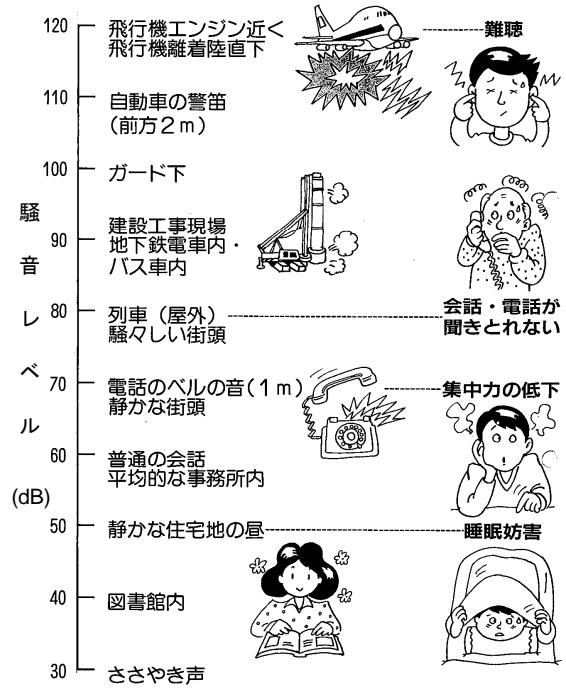 120 飛行機エンジン近く
飛行機離着陸直下
難聴
110 自動車の警笛
(前方2m)
100 ガード下
騒音レベル
(dB)
90 建設工事現場
地下鉄電車内・
バス車内
80 列車(屋外)
騒々しい街頭
会話・電話が
聞きとれない
70 電話のベルの音(1m)
静かな街頭
集中力の低下
60 普通の会話
平均的な事務所内
50 静かな住宅地の昼
睡眠妨害
40 図書館内
30 ささやき声